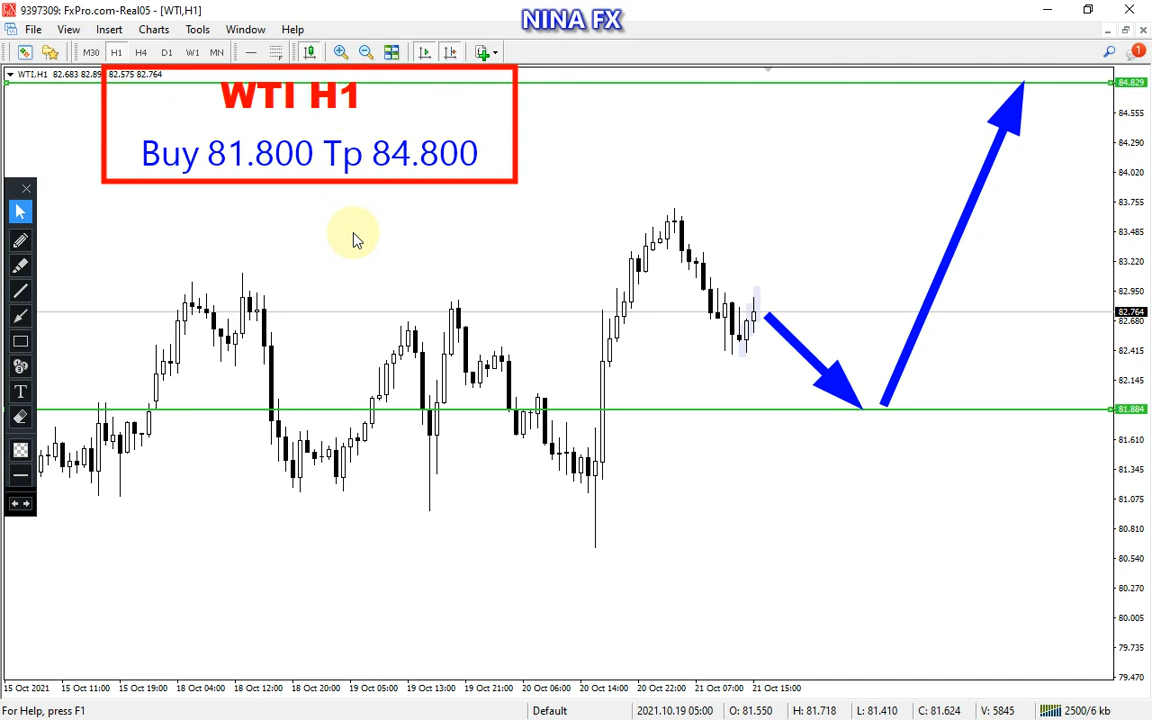 9397309: FxPro.com-Real05 - [WTI,H1]
NINA FX
File View Insert Charts Tools Window Help
M30 H1 H4 D1 W1 MN
1
WTI,H1 82.683 82.89 82.575 82.764
WTI H1
Buy 81.800 Tp 84.800
84.829
84.555
84.290
84.020
83.755
83.485
83.220
82.950
82.764
82.680
82.415
82.145
81.884
81.610
81.345
81.075
80.810
80.540
80.270
80.005
79.735
79.470
T
15 Oct 2021 15 Oct 11:00 15 Oct 19:00 18 Oct 04:00 18 Oct 12:00 18 Oct 20:00 19 Oct 05:00 19 Oct 13:00 19 Oct 21:00 20 Oct 06:00 20 Oct 14:00 20 Oct 22:00 21 Oct 07:00 21 Oct 15:00
For Help, press F1 Default 2021.10.19 05:00 O: 81.550 H: 81.718 L: 81.410 C: 81.624 V: 5845 2500/6 kb